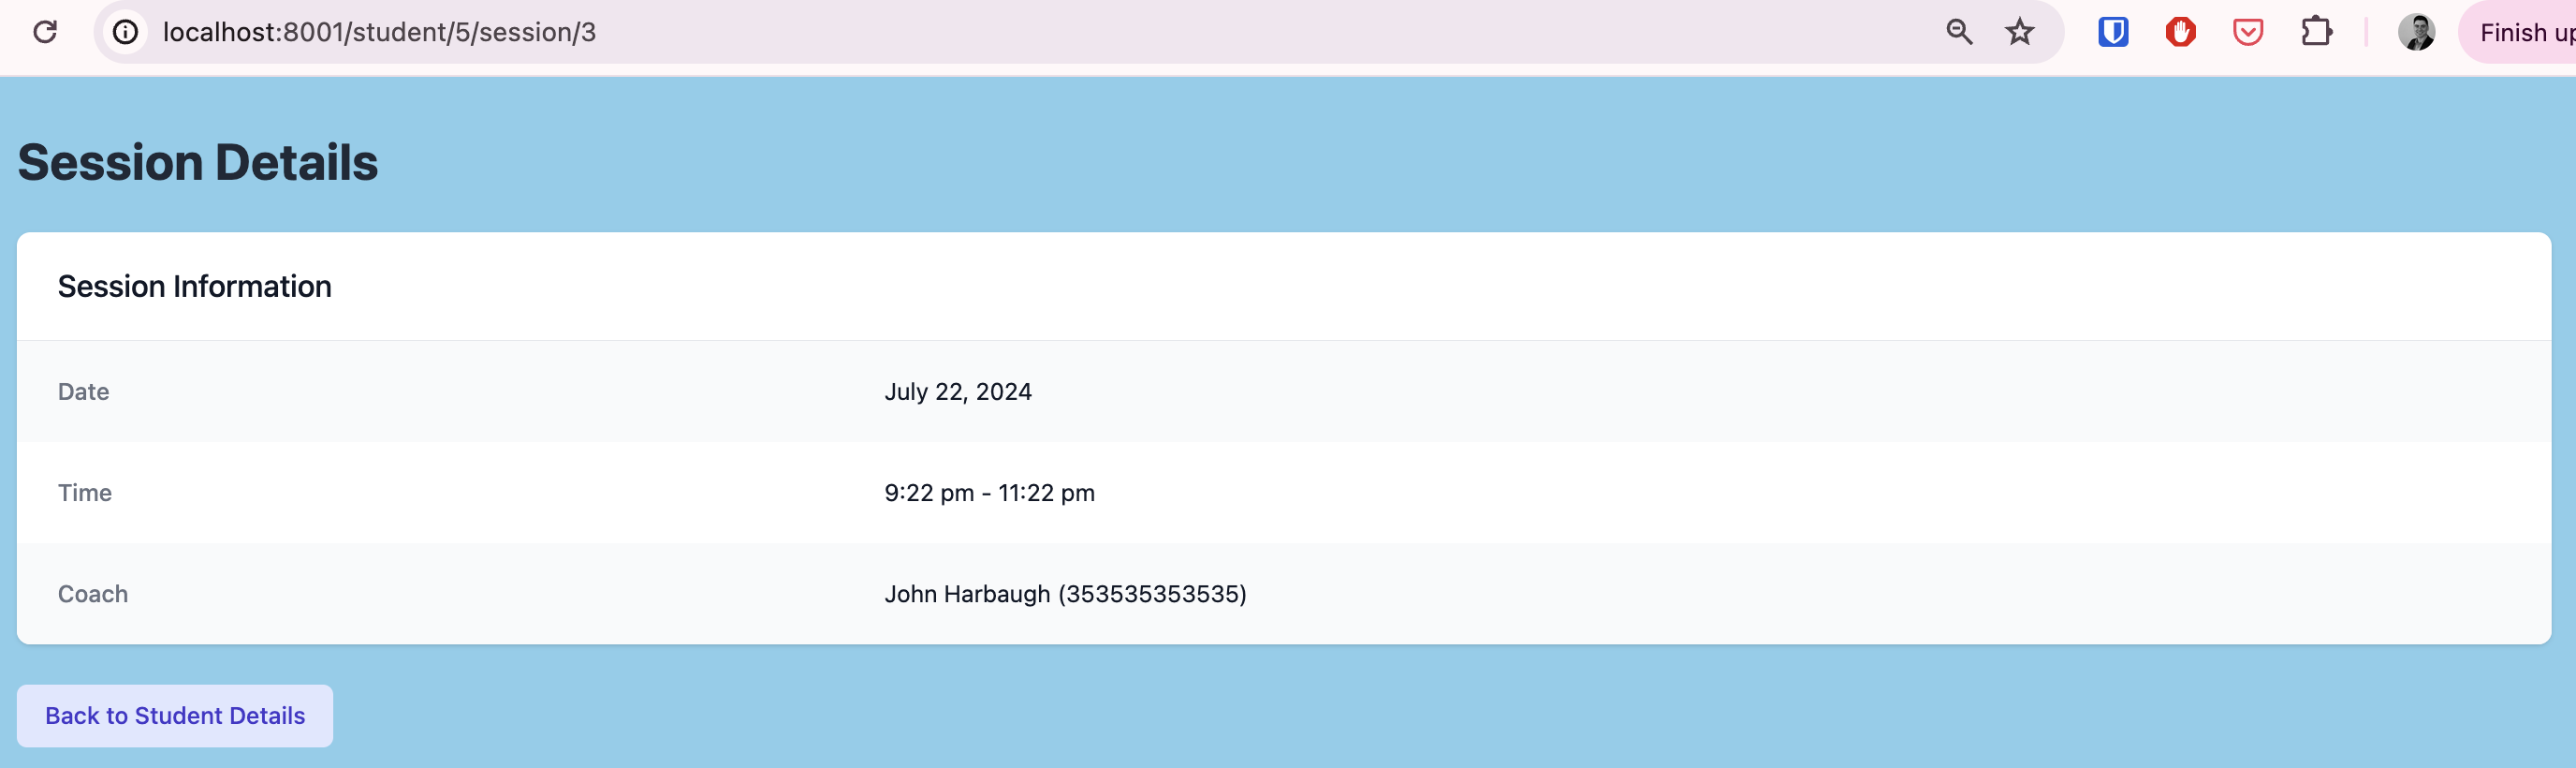 localhost:8001/student/5/session/3
Finish up
Session Details
Session Information
Date July 22, 2024
Time 9:22 pm - 11:22 pm
Coach John Harbaugh (353535353535)
Back to Student Details